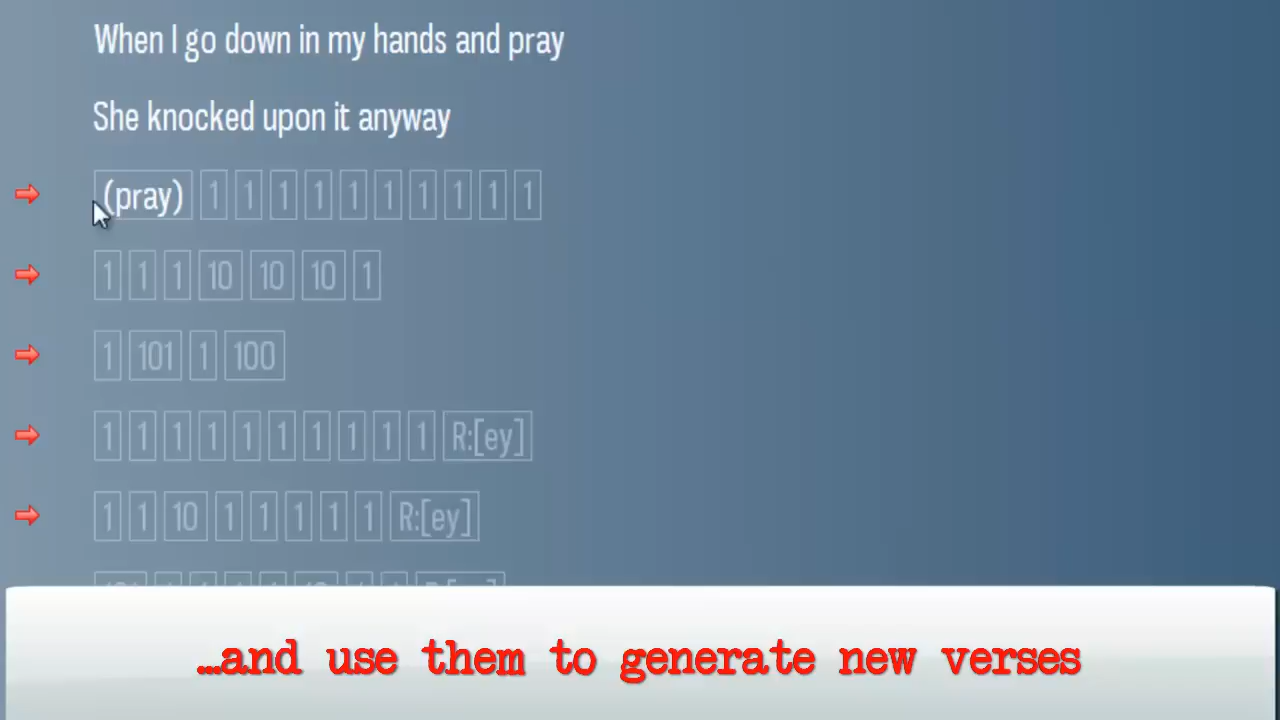 When I go down in my hands and pray
She knocked upon it anyway
(pray) 1 1 1 1 1 1 1 1 1 1
1 1 1 10 10 10 1
1 101 1 100
1 1 1 1 1 1 1 1 1 1 R:[ey]
1 1 10 1 1 1 1 1 R:[ey]
...and use them to generate new verses